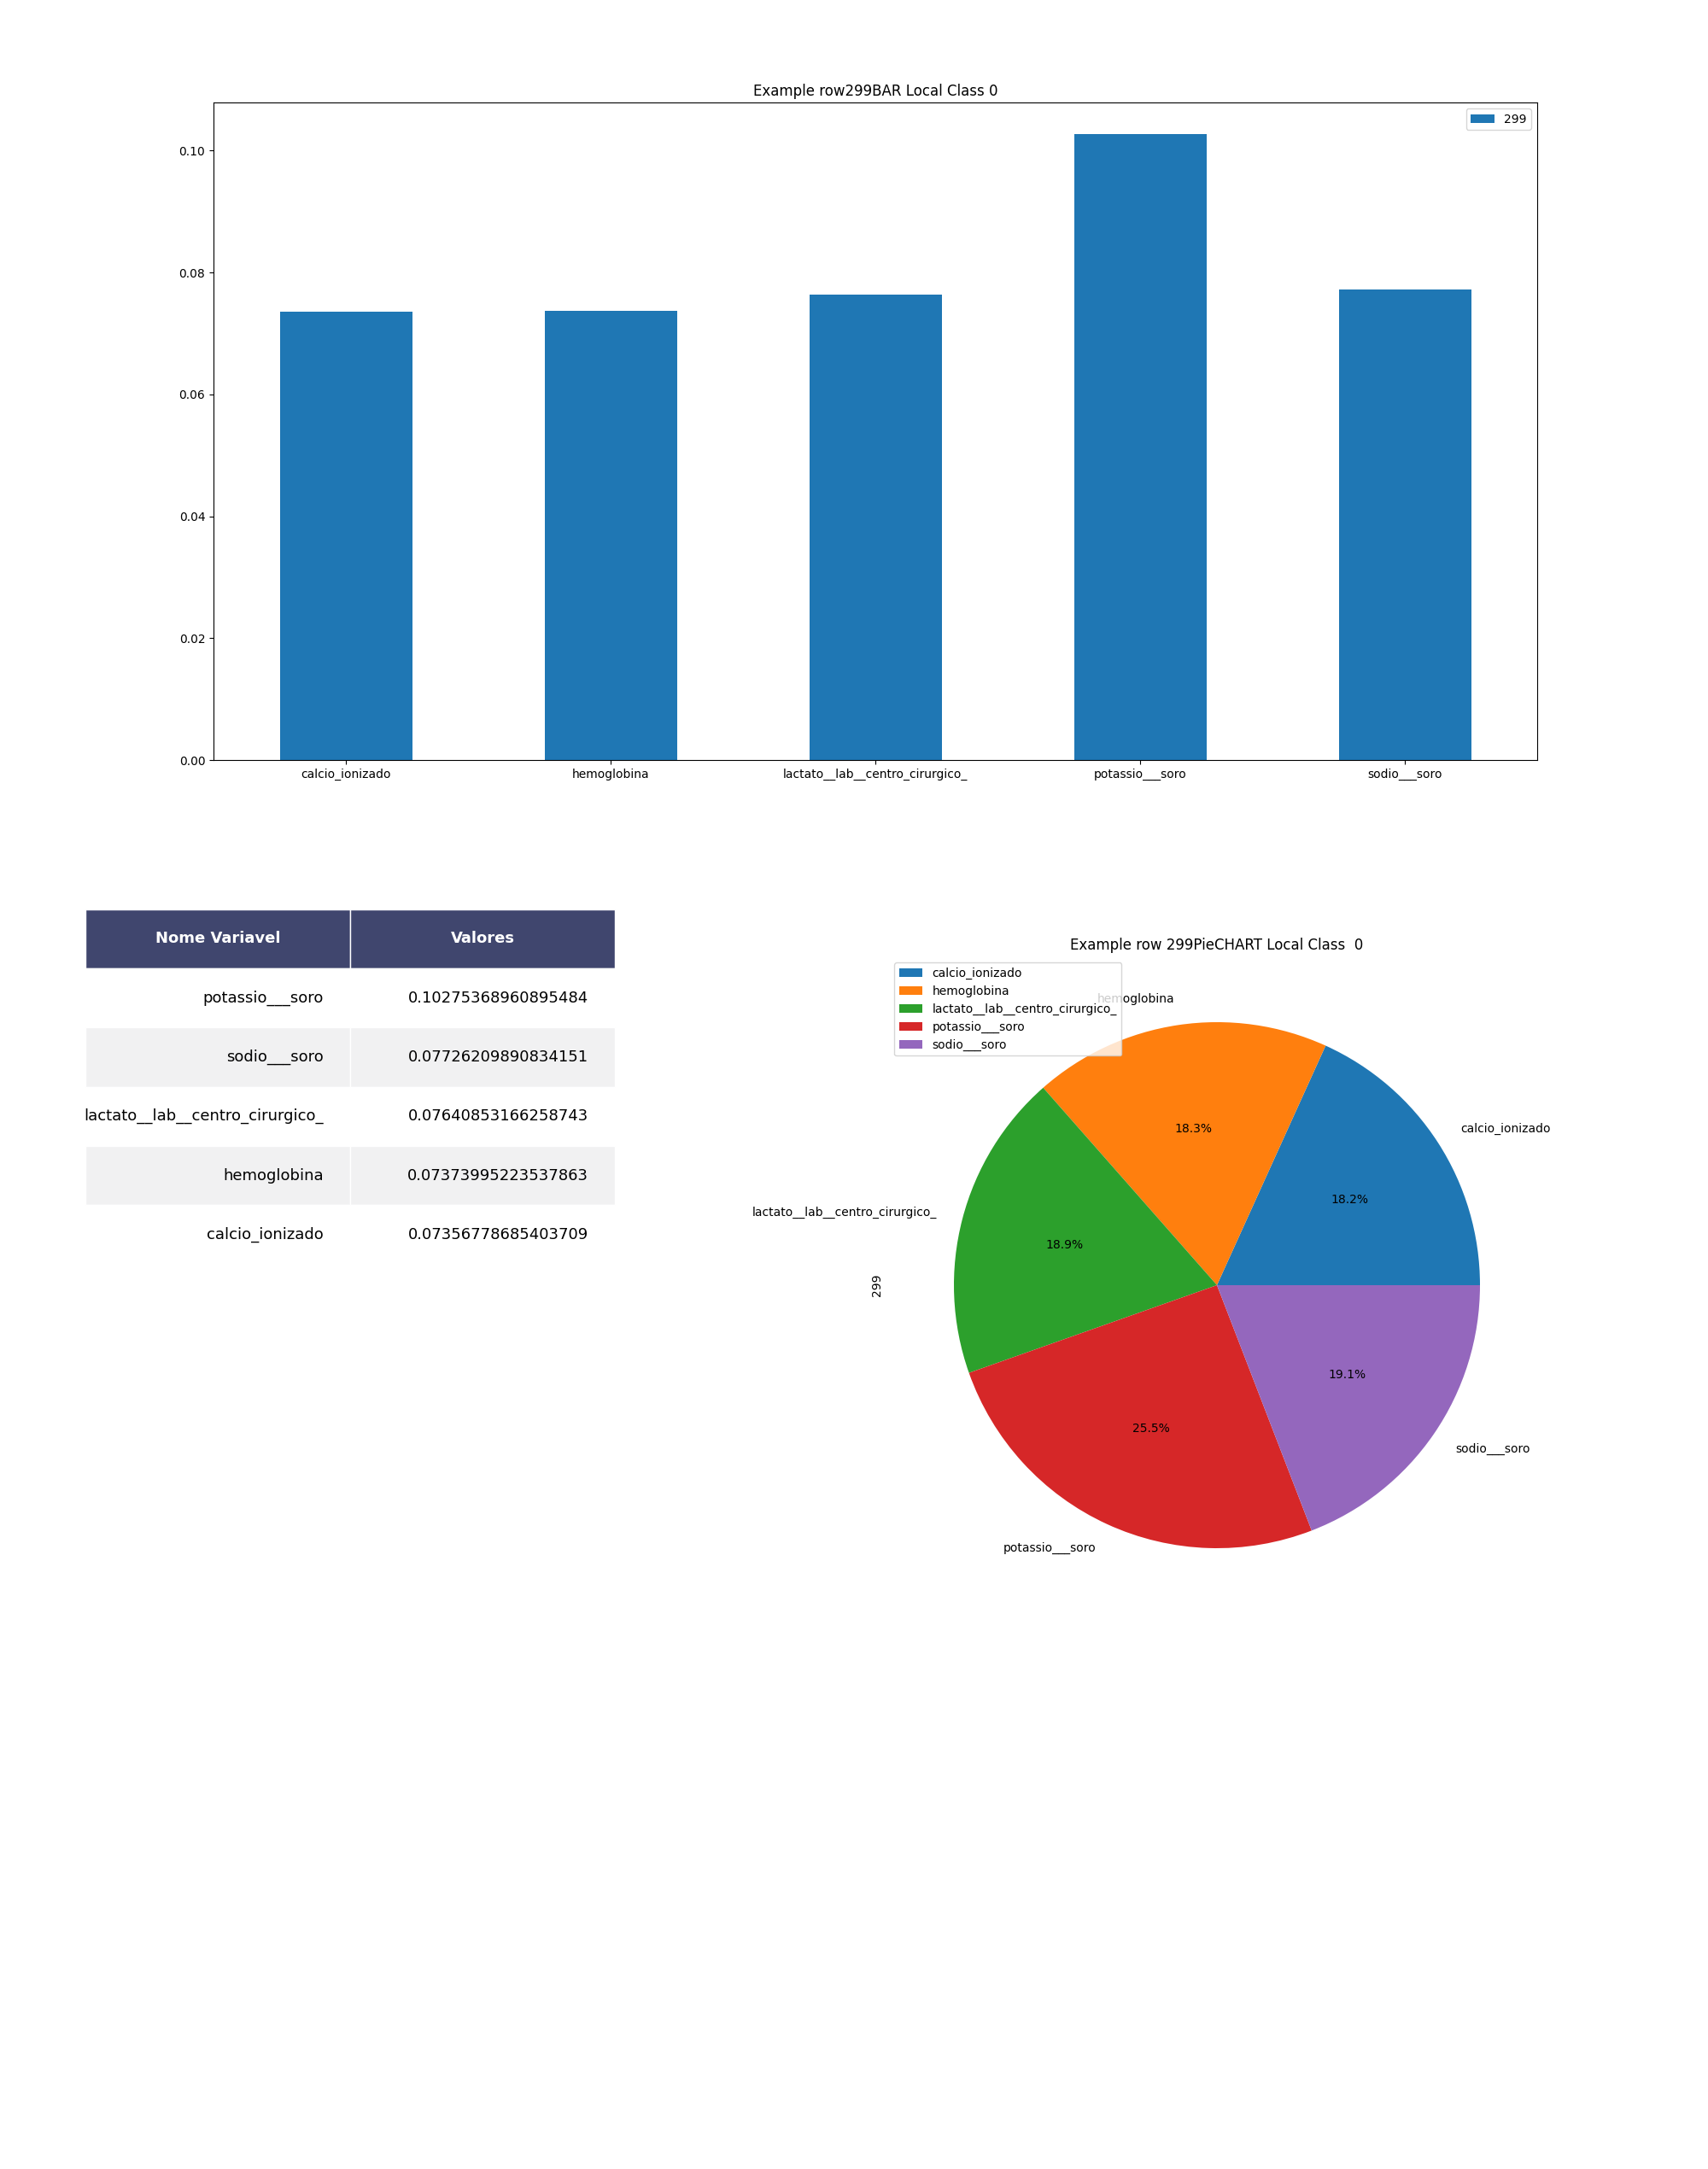 Example row299BAR Local Class 0
299
0.10
0.08
0.06
0.04
0.02
0.00
calcio_ionizado hemoglobina lactato__lab__centro_cirurgico_ potassio___soro sodio___soro
Nome Variavel Valores
potassio___soro 0.10275368960895484
sodio___soro 0.07726209890834151
lactato__lab__centro_cirurgico_ 0.07640853166258743
hemoglobina 0.07373995223537863
calcio_ionizado 0.07356778685403709
Example row 299PieCHART Local Class  0
calcio_ionizado
hemoglobina
lactato__lab__centro_cirurgico_
potassio___soro
sodio___soro
hemoglobina
calcio_ionizado
18.3%
18.2%
lactato__lab__centro_cirurgico_
18.9%
299
19.1%
25.5%
sodio___soro
potassio___soro